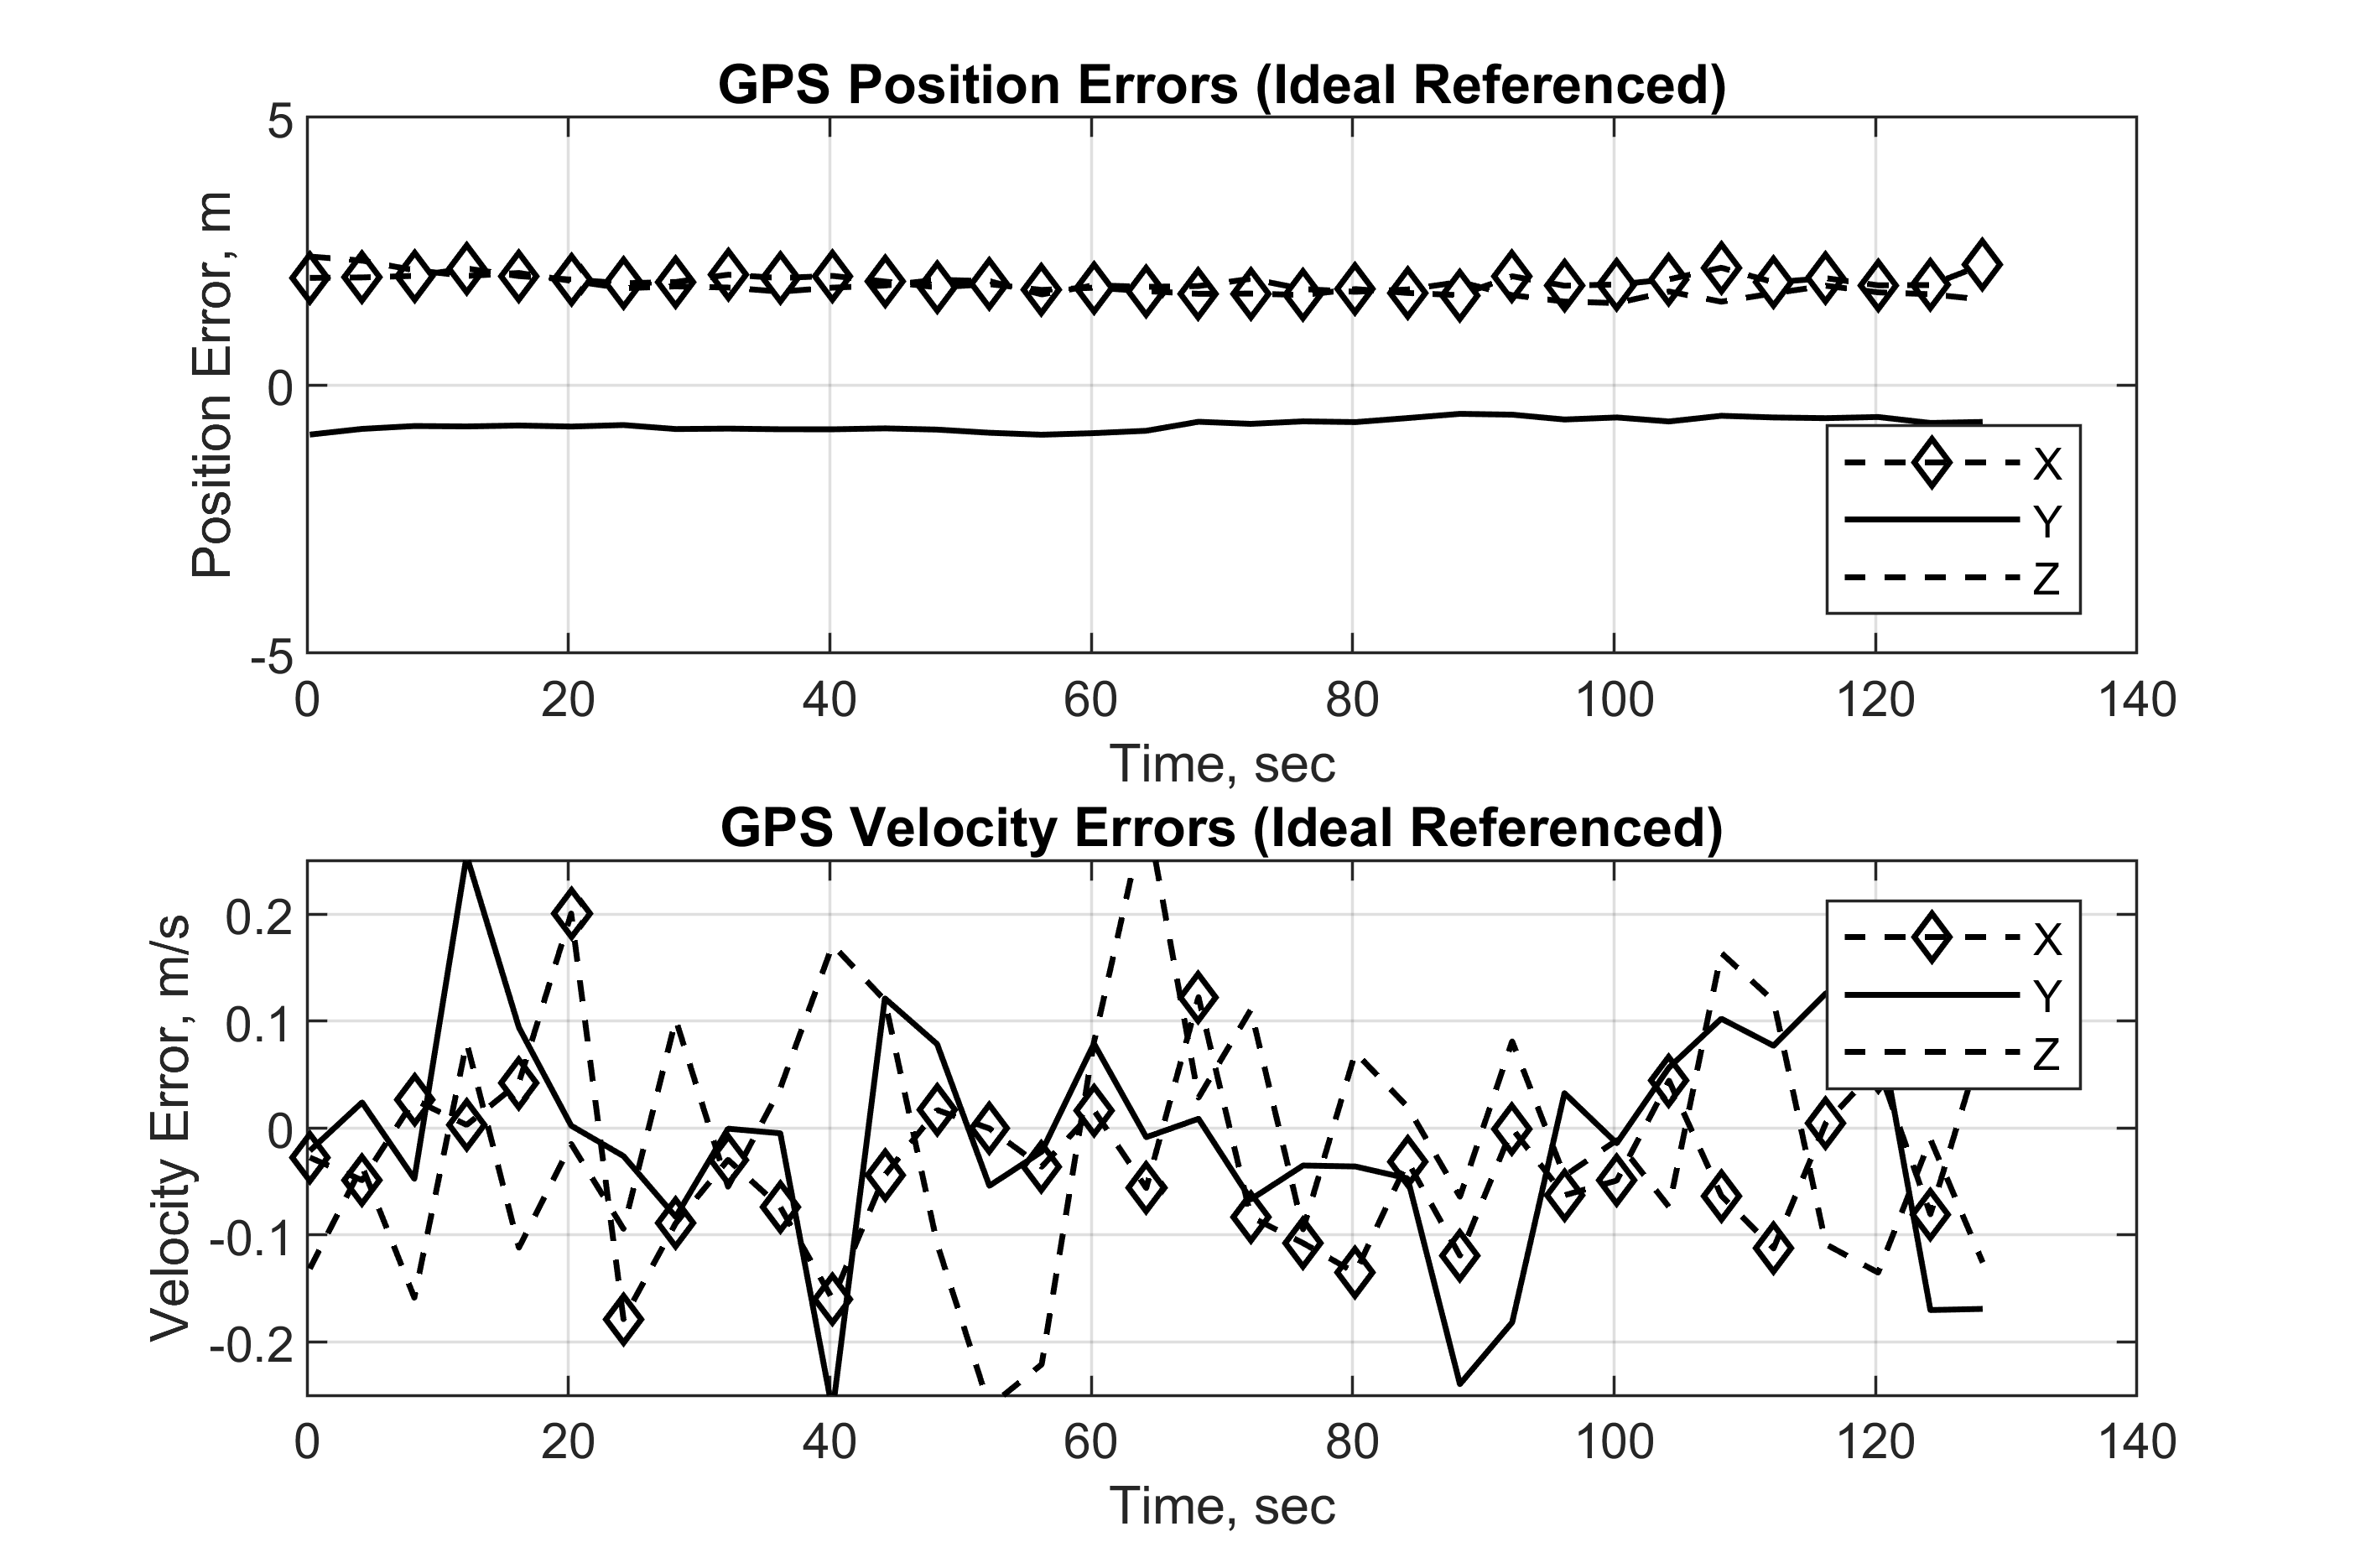 GPS Position Errors (Ideal Referenced)
Position Error, m
5
0
-5
X
Y
Z
0 20 40 60 80 100 120 140
Time, sec
GPS Velocity Errors (Ideal Referenced)
Velocity Error, m/s
0.2
0.1
0
-0.1
-0.2
X
Y
Z
0 20 40 60 80 100 120 140
Time, sec